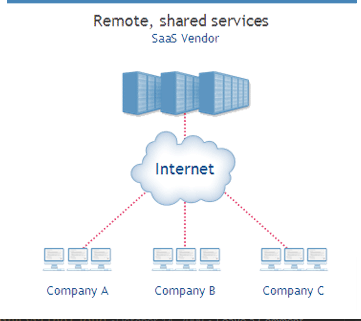 Remote, shared services
SaaS Vendor
Internet
Company A
Company B
Company C